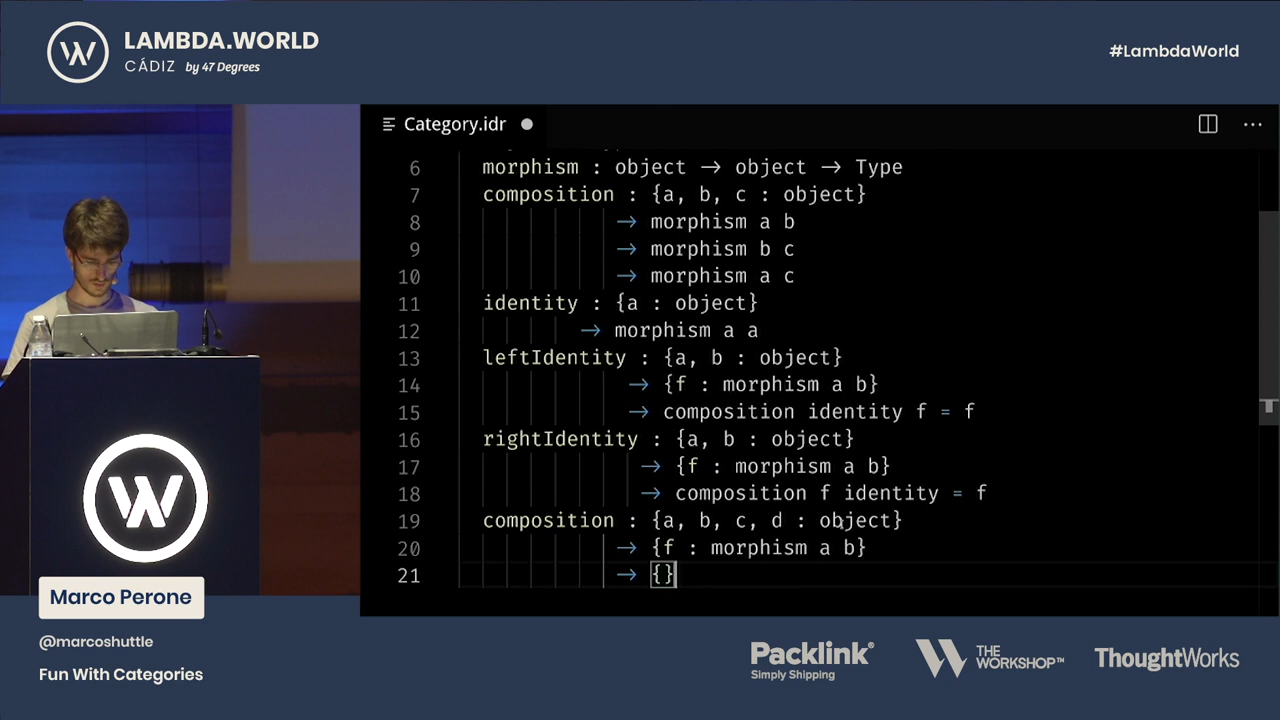 LAMBDA.WORLD
CÁDIZ by 47 Degrees
#LambdaWorld
Category.idr
6 morphism : object → object → Type
7 composition : {a, b, c : object}
8 → morphism a b
9 → morphism b c
10 → morphism a c
11 identity : {a : object}
12 → morphism a a
13 leftIdentity : {a, b : object}
14 → {f : morphism a b}
15 → composition identity f = f
16 rightIdentity : {a, b : object}
17 → {f : morphism a b}
18 → composition f identity = f
19 composition : {a, b, c, d : object}
20 → {f : morphism a b}
21 → {}
Marco Perone
@marcoshuttle
Fun With Categories
Packlink®
Simply Shipping
THE
WORKSHOP™
ThoughtWorks